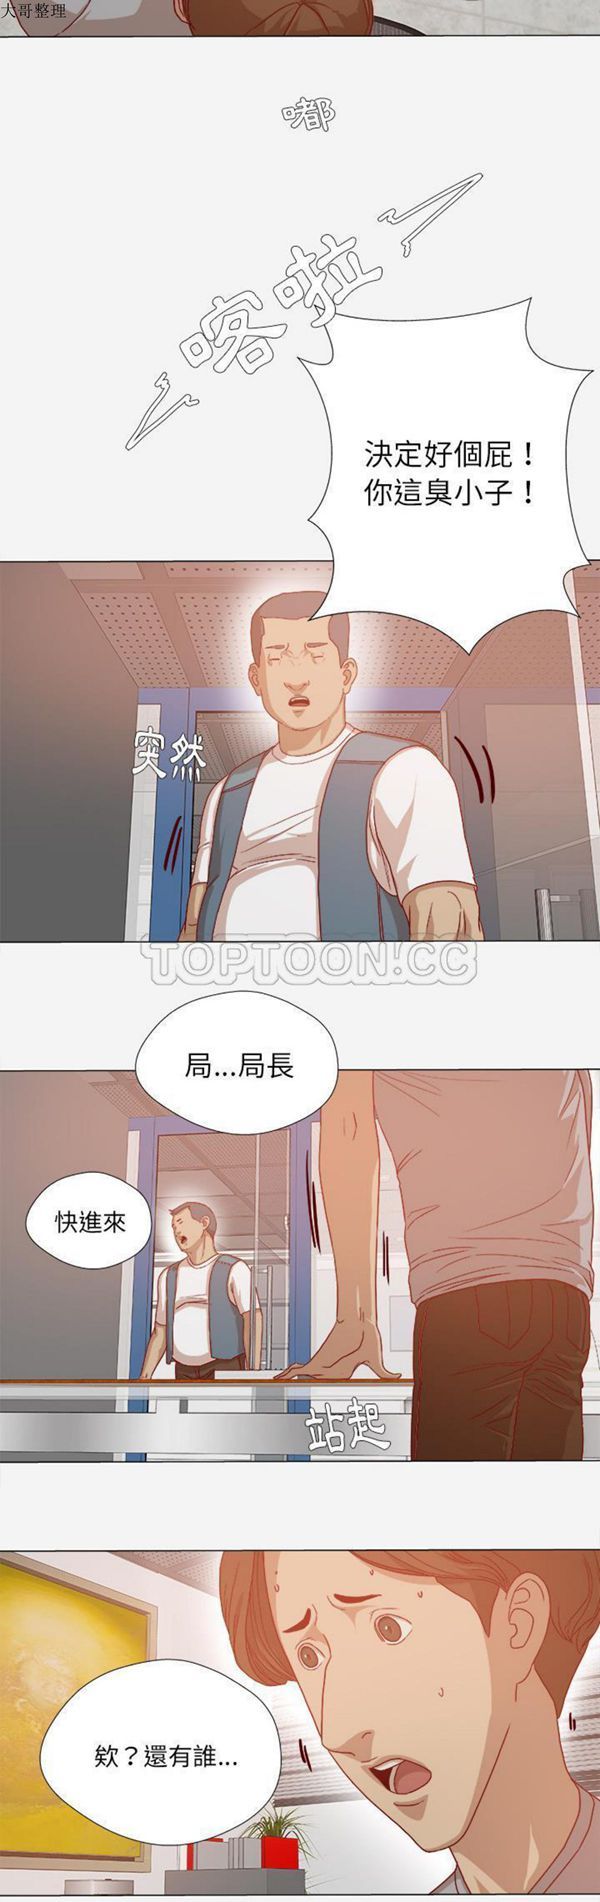 大哥整理
嘟
喀啦
決定好個屁！
你這臭小子！
突然
TOPTOON.CC
局...局長
快進來
站起
欸？還有誰...